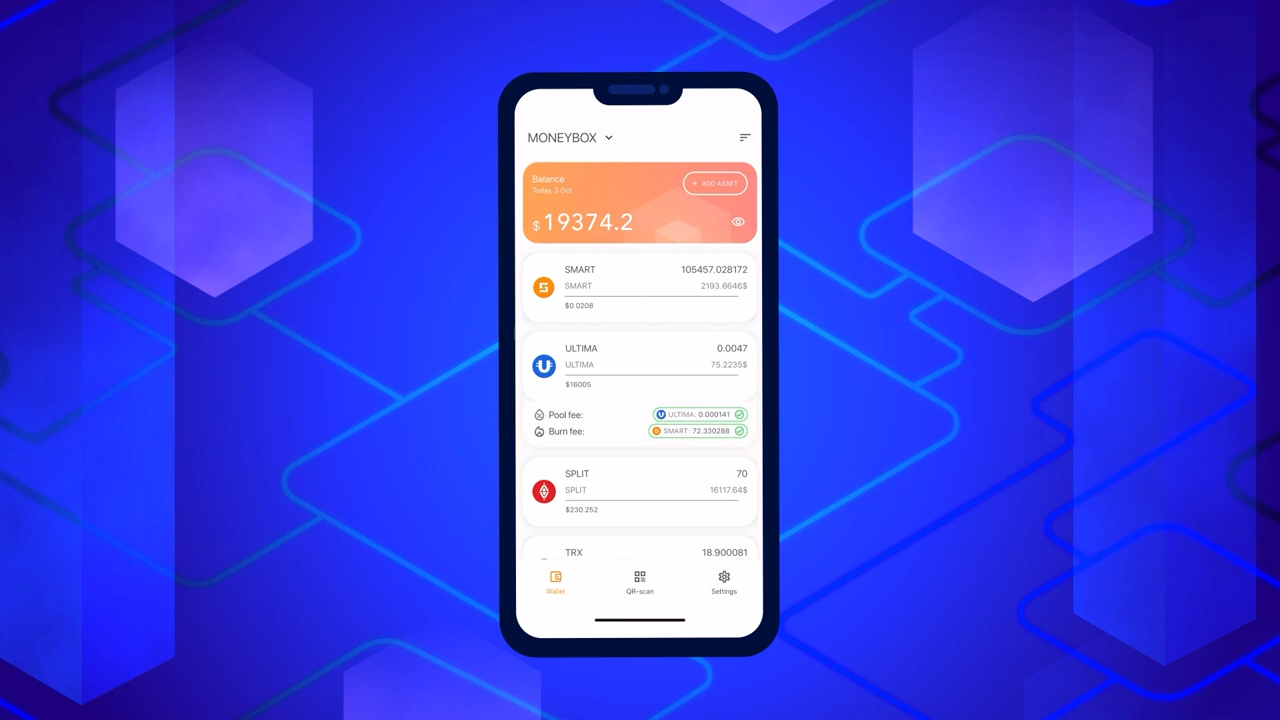 MONEYBOX
Balance
Today, 3 Oct
+ ADD ASSET
$ 19374.2
SMART 105457.028172
SMART 2193.6646$
$0.0208
ULTIMA 0.0047
ULTIMA 75.2235$
$16005
Pool fee: ULTIMA: 0.000141
Burn fee: SMART: 72.330288
SPLIT 70
SPLIT 16117.64$
$230.252
TRX 18.900081
Wallet QR-scan Settings